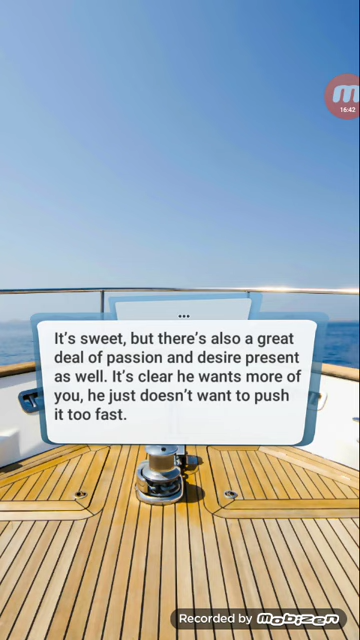 16:42
...
It's sweet, but there's also a great
deal of passion and desire present
as well. It's clear he wants more of
you, he just doesn't want to push
it too fast.
Recorded by mobizen